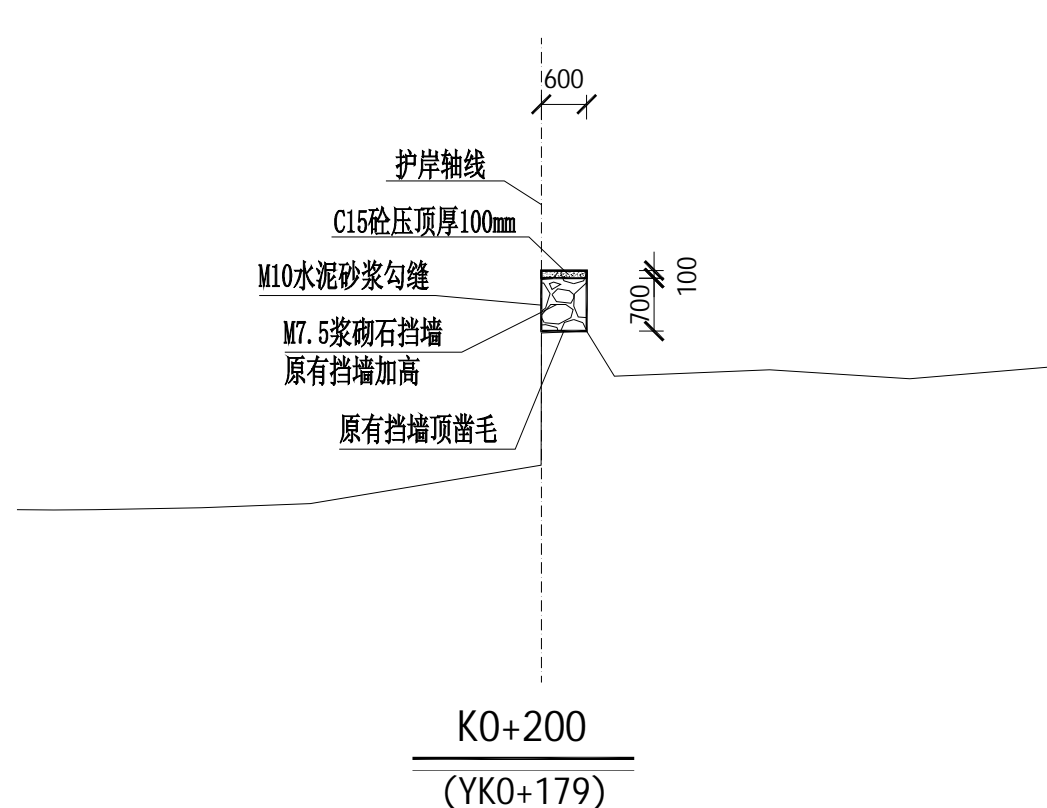 600
护岸轴线
C15砼压顶厚100mm
M10水泥砂浆勾缝
100
700
M7.5浆砌石挡墙
原有挡墙加高
原有挡墙顶凿毛
K0+200
(YK0+179)